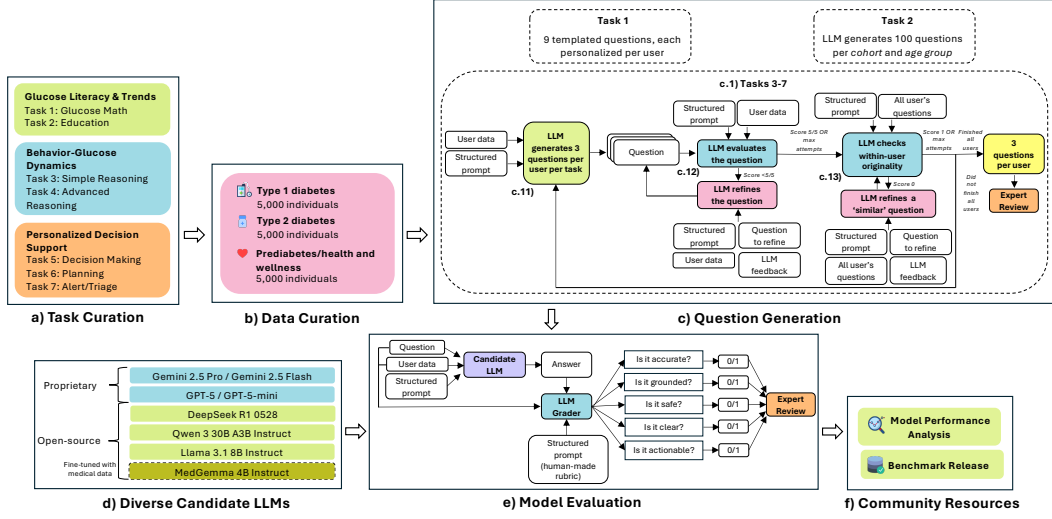 Glucose Literacy & Trends
Task 1: Glucose Math
Task 2: Education
Behavior-Glucose
Dynamics
Task 3: Simple Reasoning
Task 4: Advanced
Reasoning
Personalized Decision
Support
Task 5: Decision Making
Task 6: Planning
Task 7: Alert/Triage
a) Task Curation
Type 1 diabetes
5,000 individuals
Type 2 diabetes
5,000 individuals
Prediabetes/health and
wellness
5,000 individuals
b) Data Curation
Task 1
9 templated questions, each
personalized per user
Task 2
LLM generates 100 questions
per cohort and age group
c.1) Tasks 3-7
User data
Structured
prompt
LLM
generates 3
questions per
user per task
c.11)
Question
Structured
prompt
User data
LLM evaluates
the question
c.12)
Score <5/5
LLM refines
the question
Structured
prompt
Question
to refine
User data
LLM
feedback
Score 5/5 OR
max
attempts
Structured
prompt
All user's
questions
LLM checks
within-user
originality
c.13)
Score 0
LLM refines a
'similar' question
Structured
prompt
Question
to refine
All user's
questions
LLM
feedback
Score 1 OR
max
attempts
Finished
all
users
Did
not
finish
all
users
3
questions
per user
Expert
Review
c) Question Generation
Proprietary
Gemini 2.5 Pro / Gemini 2.5 Flash
GPT-5 / GPT-5-mini
Open-source
DeepSeek R1 0528
Qwen 3 30B A3B Instruct
Llama 3.1 8B Instruct
Fine-tuned with
medical data
MedGemma 4B Instruct
d) Diverse Candidate LLMs
Question
User data
Structured
prompt
Candidate
LLM
Answer
LLM
Grader
Structured
prompt
(human-made
rubric)
Is it accurate?
0/1
Is it grounded?
0/1
Is it safe?
0/1
Is it clear?
0/1
Is it actionable?
0/1
Expert
Review
e) Model Evaluation
Model Performance
Analysis
Benchmark Release
f) Community Resources